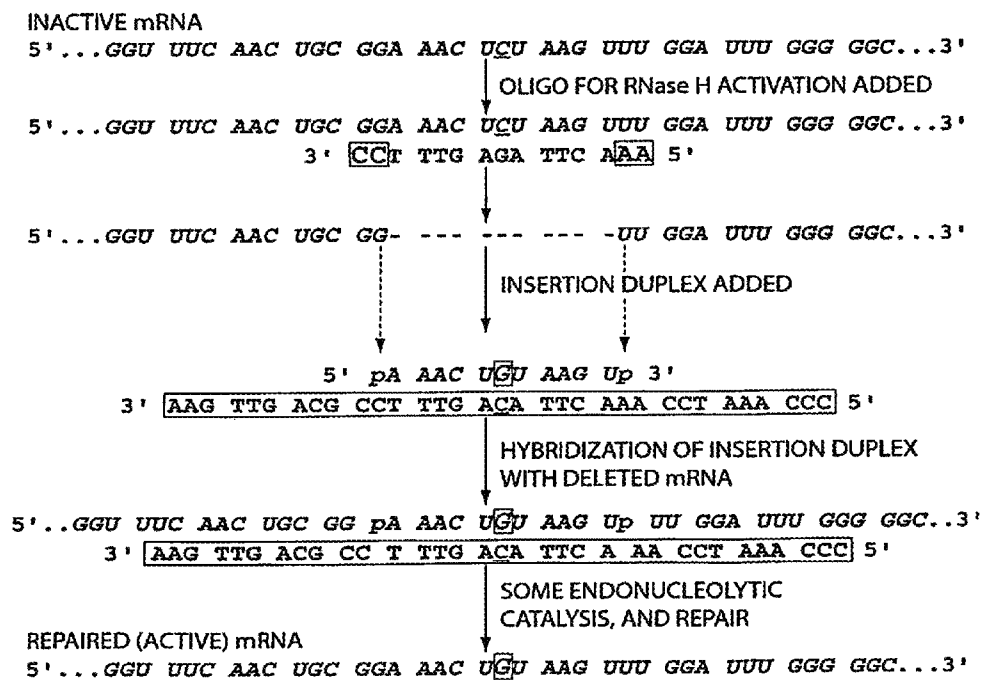 INACTIVE mRNA
5'...GGU UUC AAC UGC GGA AAC UCU AAG UUU GGA UUU GGG GGC...3'
OLIGO FOR RNase H ACTIVATION ADDED
5'...GGU UUC AAC UGC GGA AAC UCU AAG UUU GGA UUU GGG GGC...3'
3' CCT TTG AGA TTC AAA 5'
5'...GGU UUC AAC UGC GG- --- --- --- -UU GGA UUU GGG GGC...3'
INSERTION DUPLEX ADDED
5' pA AAC UGU AAG Up 3'
3' AAG TTG ACG CCT TTG ACA TTC AAA CCT AAA CCC 5'
HYBRIDIZATION OF INSERTION DUPLEX
WITH DELETED mRNA
5'..GGU UUC AAC UGC GG pA AAC UGU AAG Up UU GGA UUU GGG GGC..3'
3' AAG TTG ACG CC T TTG ACA TTC A AA CCT AAA CCC 5'
SOME ENDONUCLEOLYTIC
CATALYSIS, AND REPAIR
REPAIRED (ACTIVE) mRNA
5'...GGU UUC AAC UGC GGA AAC UGU AAG UUU GGA UUU GGG GGC...3'